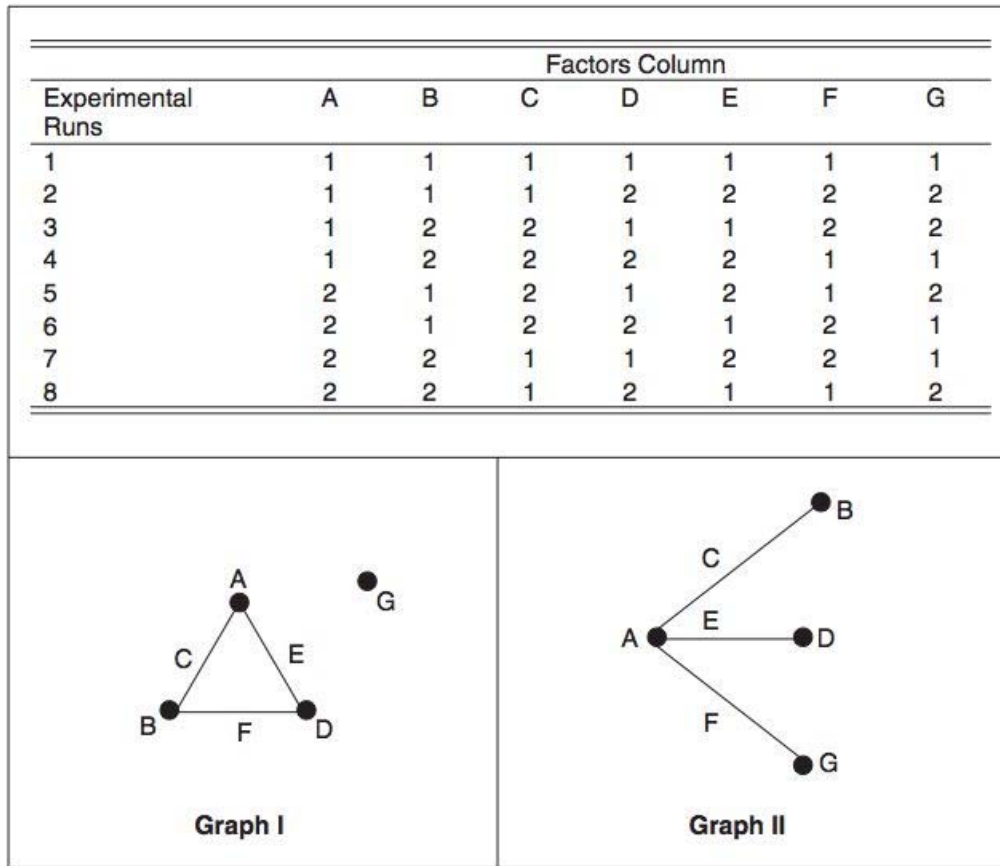 Factors Column
Experimental Runs A B C D E F G
1 1 1 1 1 1 1 1
2 1 1 1 2 2 2 2
3 1 2 2 1 1 2 2
4 1 2 2 2 2 1 1
5 2 1 2 1 2 1 2
6 2 1 2 2 1 2 1
7 2 2 1 1 2 2 1
8 2 2 1 2 1 1 2
A
G
C E
B F D
Graph I
B
C
E
A D
F
G
Graph II